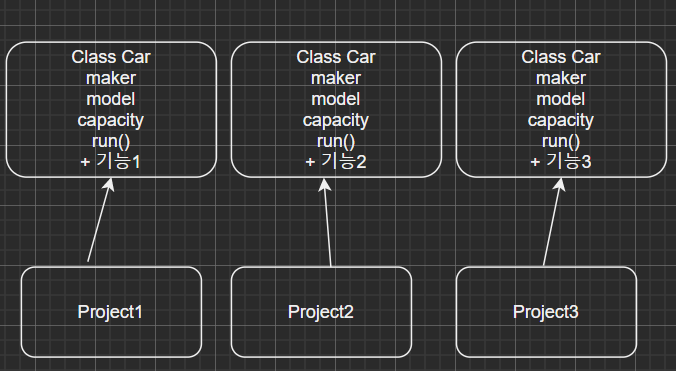 Class Car
maker
model
capacity
run()
+ 기능1
Class Car
maker
model
capacity
run()
+ 기능2
Class Car
maker
model
capacity
run()
+ 기능3
Project1
Project2
Project3